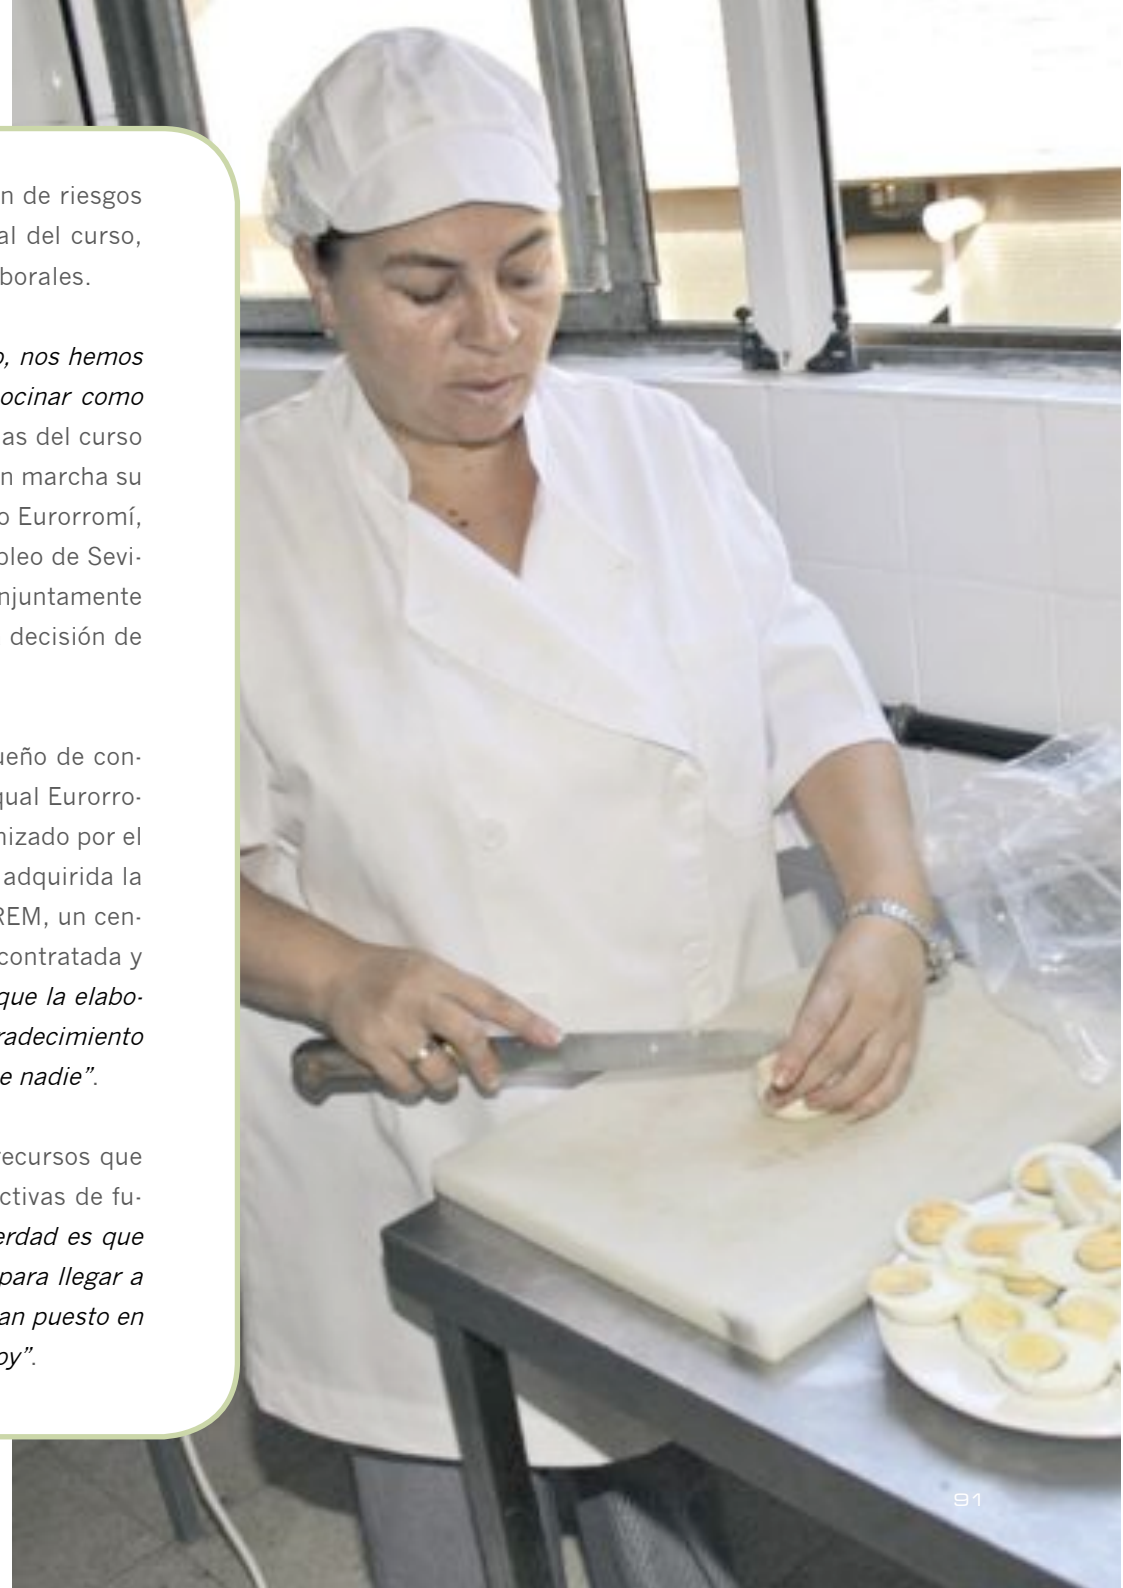 n de riesgos
al del curso,
borales.
o, nos hemos
ocinar como
as del curso
n marcha su
o Eurorromí,
pleo de Sevi-
njuntamente
decisión de
ueño de con-
qual Eurorro-
nizado por el
adquirida la
REM, un cen-
contratada y
que la elabo-
radecimiento
e nadie”.
recursos que
ctivas de fu-
erdad es que
para llegar a
an puesto en
oy”.
91